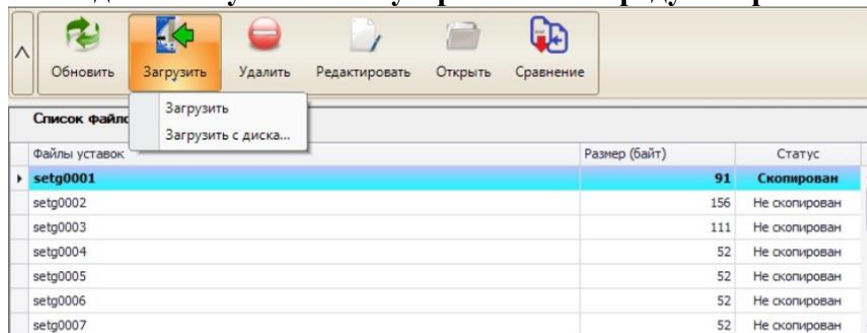 Обновить Загрузить Удалить Редактировать Открыть Сравнение
Загрузить
Загрузить с диска...
Список
Файлы уставок Размер (байт) Статус
setg0001 91 Скопирован
setg0002 156 Не скопирован
setg0003 111 Не скопирован
setg0004 52 Не скопирован
setg0005 52 Не скопирован
setg0006 52 Не скопирован
setg0007 52 Не скопирован